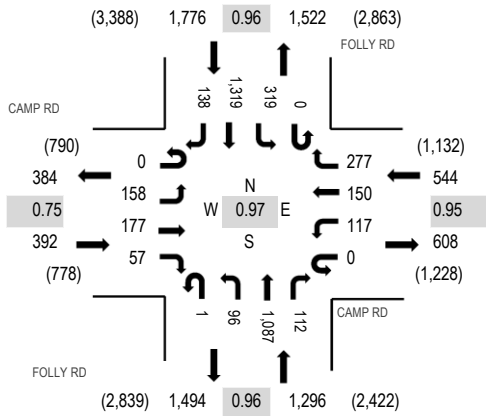 (3,388) 1,776 0.96 1,522 (2,863)
FOLLY RD
CAMP RD
138 1,319 319 0
(790) 0 277 (1,132)
384 158 N 150 544
0.75 W 0.97 E 0.95
392 177 S 117 608
(778) 57 0 (1,228)
1 96 1,087 112
CAMP RD
FOLLY RD
(2,839) 1,494 0.96 1,296 (2,422)